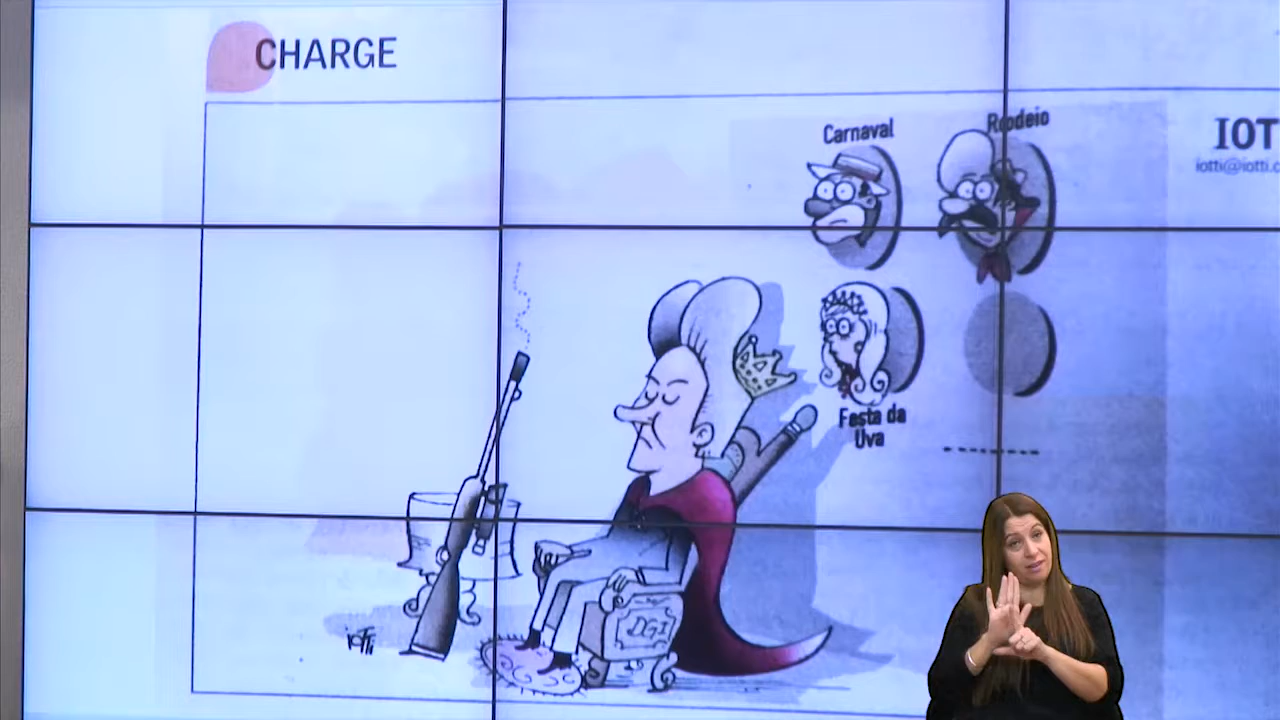 CHARGE
Carnaval
Rodeio
IOT
iotti@iotti.c
Festa da
Uva
iotti